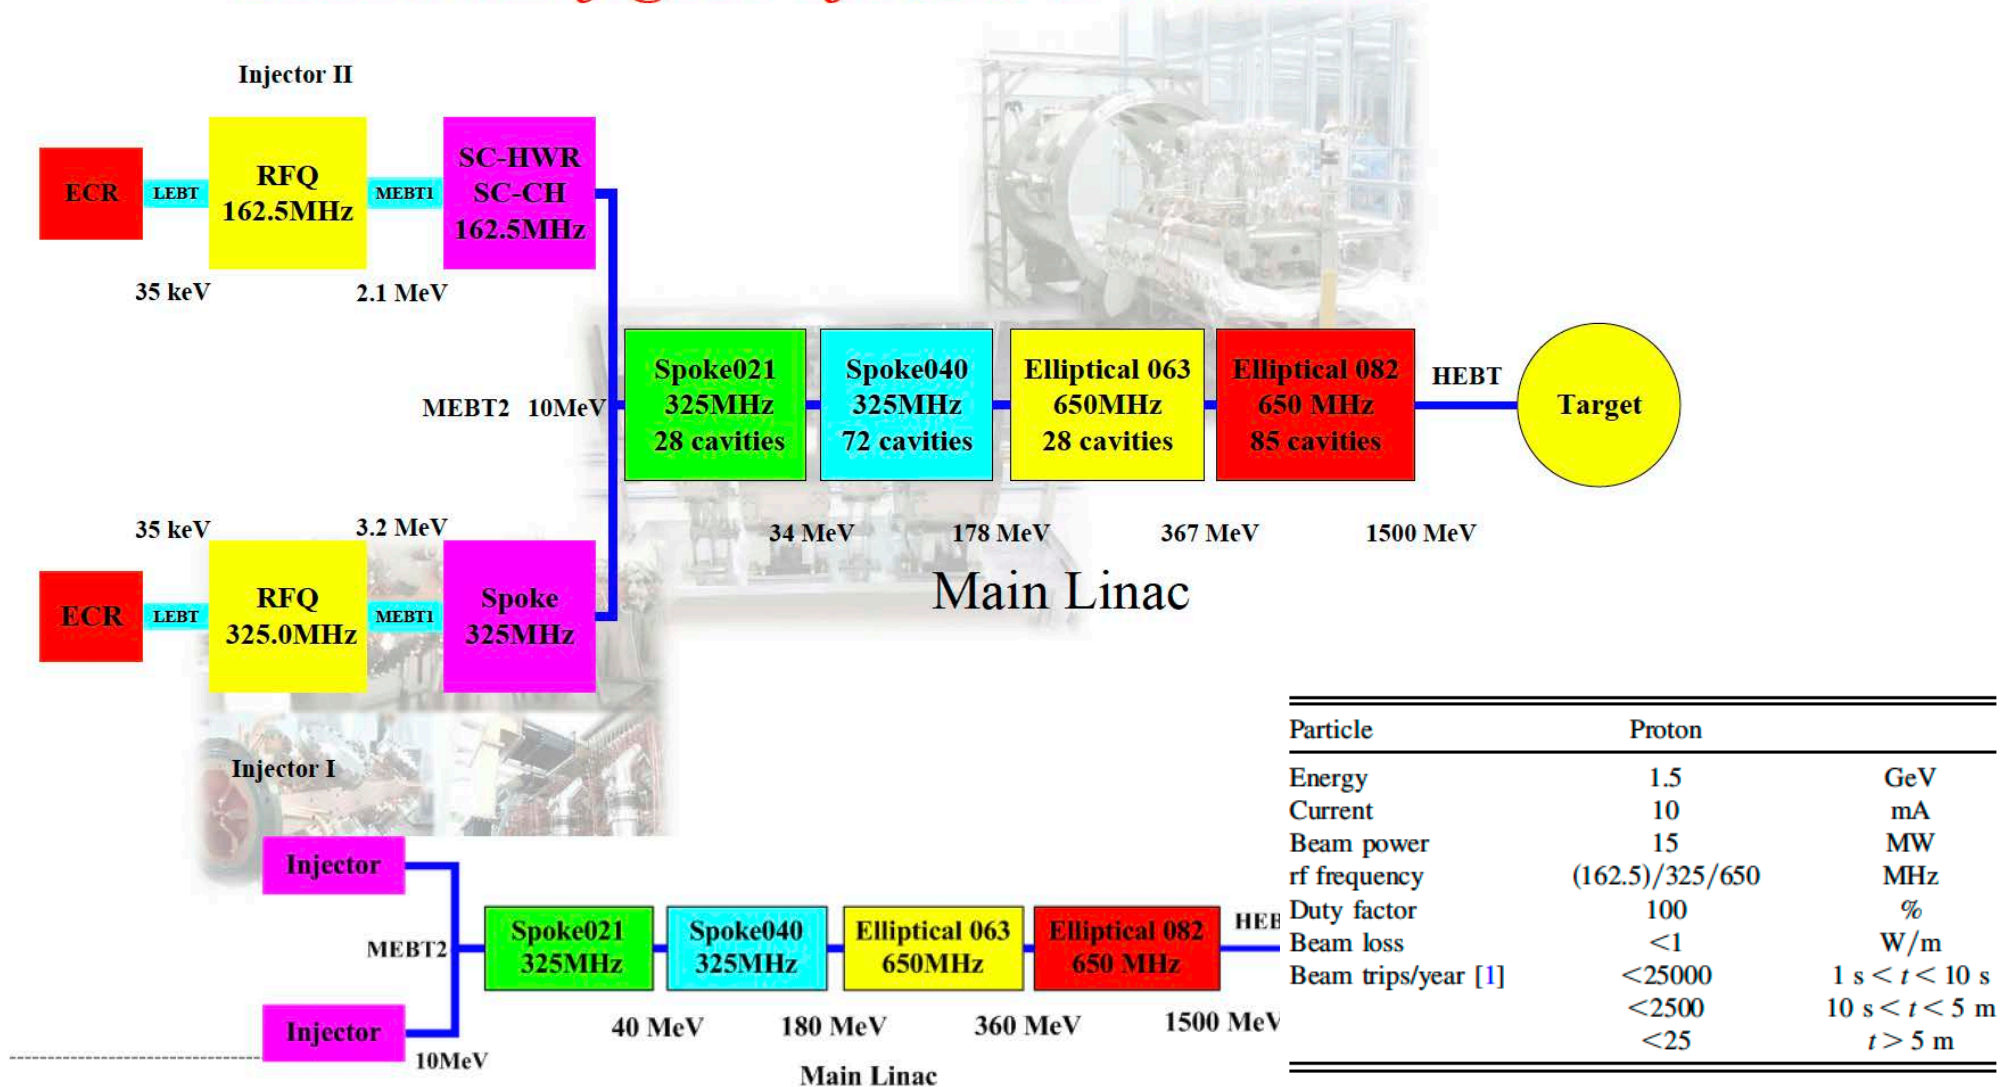 Injector II
ECR
LEBT
RFQ
162.5MHz
MEBT1
SC-HWR
SC-CH
162.5MHz
35 keV
2.1 MeV
MEBT2 10MeV
Spoke021
325MHz
28 cavities
Spoke040
325MHz
72 cavities
Elliptical 063
650MHz
28 cavities
Elliptical 082
650 MHz
85 cavities
HEBT
Target
34 MeV
178 MeV
367 MeV
1500 MeV
Main Linac
35 keV
3.2 MeV
ECR
LEBT
RFQ
325.0MHz
MEBT1
Spoke
325MHz
Injector I
Injector
MEBT2
Injector
10MeV
Spoke021
325MHz
Spoke040
325MHz
Elliptical 063
650MHz
Elliptical 082
650 MHz
40 MeV
180 MeV
360 MeV
1500 MeV
Main Linac
Particle Proton
Energy 1.5 GeV
Current 10 mA
Beam power 15 MW
rf frequency (162.5)/325/650 MHz
Duty factor 100 %
Beam loss <1 W/m
Beam trips/year [1] <25000 1 s < t < 10 s
<2500 10 s < t < 5 m
<25 t > 5 m